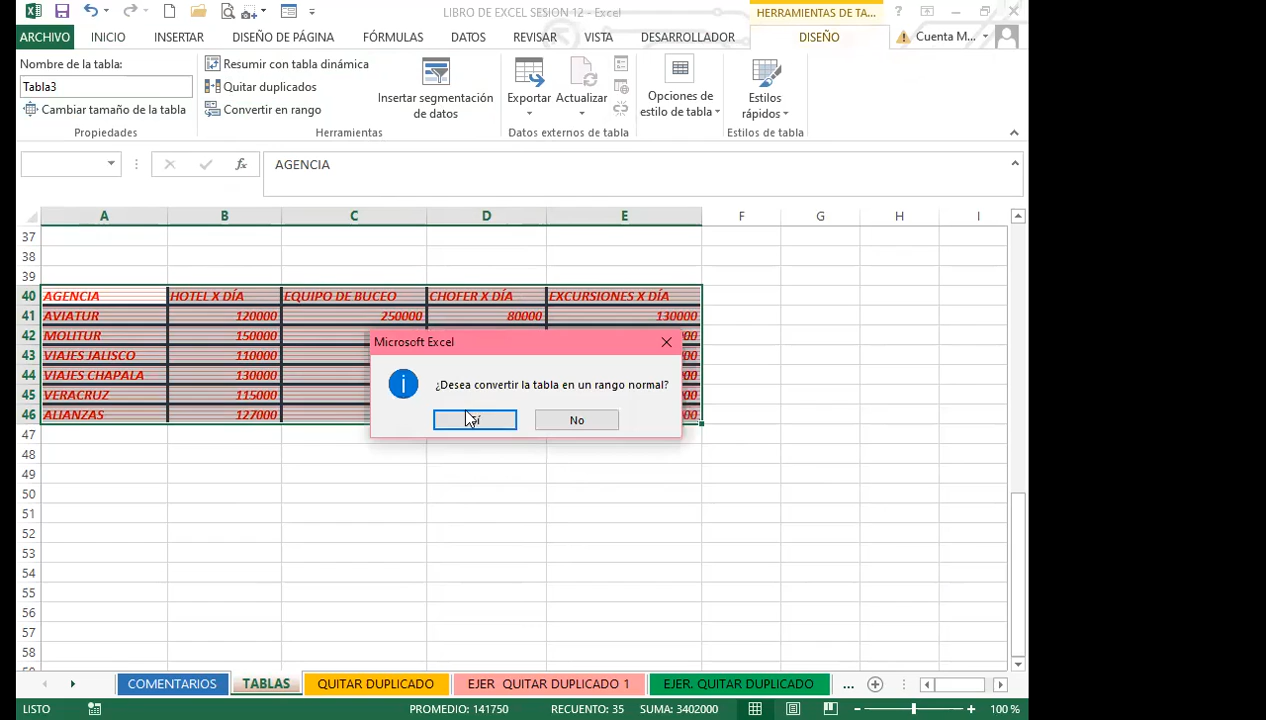 LIBRO DE EXCEL SESION 12 - Excel
HERRAMIENTAS DE TA...
?
ARCHIVO INICIO INSERTAR DISEÑO DE PÁGINA FÓRMULAS DATOS REVISAR VISTA DESARROLLADOR DISEÑO Cuenta M...
Nombre de la tabla:
Tabla3
Cambiar tamaño de la tabla
Propiedades
Resumir con tabla dinámica
Quitar duplicados
Convertir en rango
Insertar segmentación
de datos
Herramientas
Exportar Actualizar
Datos externos de tabla
Opciones de
estilo de tabla
Estilos
rápidos
Estilos de tabla
fx AGENCIA
A B C D E F G H I
37
38
39
40 AGENCIA HOTEL X DÍA EQUIPO DE BUCEO CHOFER X DÍA EXCURSIONES X DÍA
41 AVIATUR 120000 250000 80000 130000
42 MOLITUR 150000
43 VIAJES JALISCO 110000
44 VIAJES CHAPALA 130000
45 VERACRUZ 115000
46 ALIANZAS 127000
Microsoft Excel
¿Desea convertir la tabla en un rango normal?
No
47
48
49
50
51
52
53
54
55
56
57
58
COMENTARIOS TABLAS QUITAR DUPLICADO EJER QUITAR DUPLICADO 1 EJER. QUITAR DUPLICADO ...
LISTO PROMEDIO: 141750 RECUENTO: 35 SUMA: 3402000 100 %